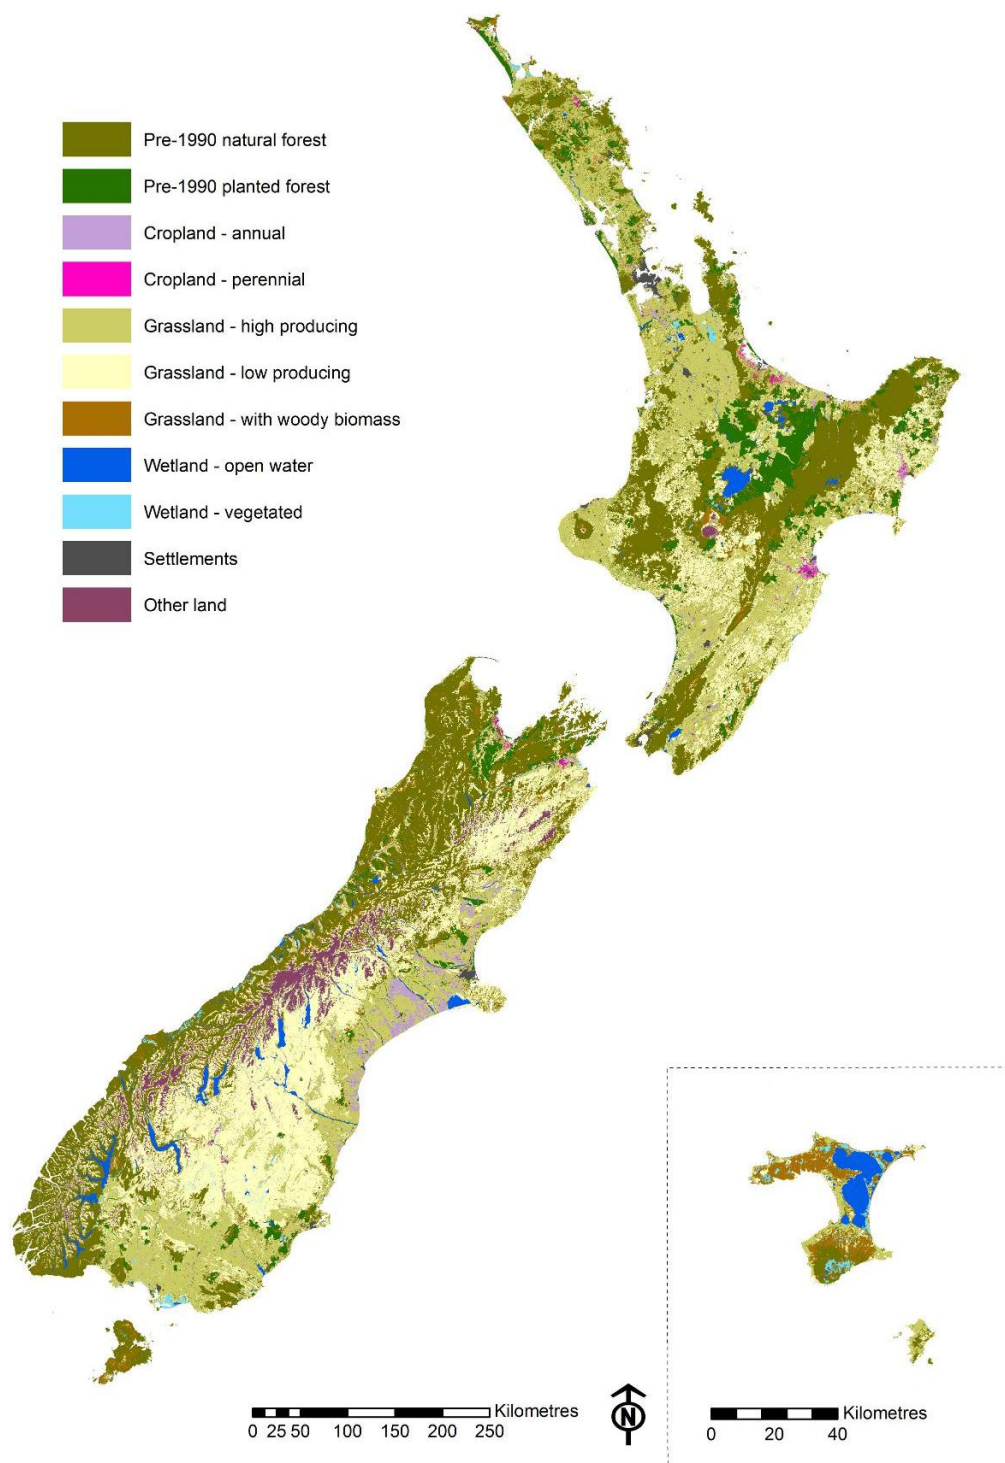 Pre-1990 natural forest
Pre-1990 planted forest
Cropland - annual
Cropland - perennial
Grassland - high producing
Grassland - low producing
Grassland - with woody biomass
Wetland - open water
Wetland - vegetated
Settlements
Other land
Kilometres
0 25 50 100 150 200 250
N
Kilometres
0 20 40